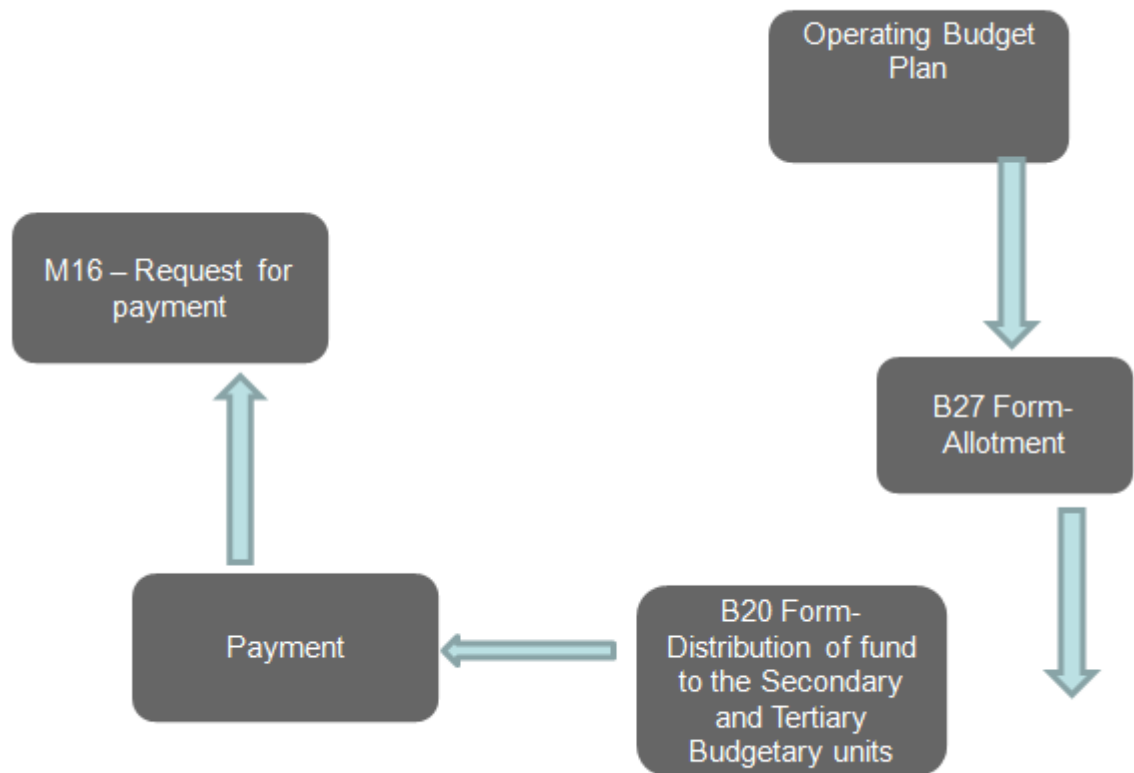 Operating Budget
Plan
M16 – Request for
payment
B27 Form-
Allotment
Payment
B20 Form-
Distribution of fund
to the Secondary
and Tertiary
Budgetary units